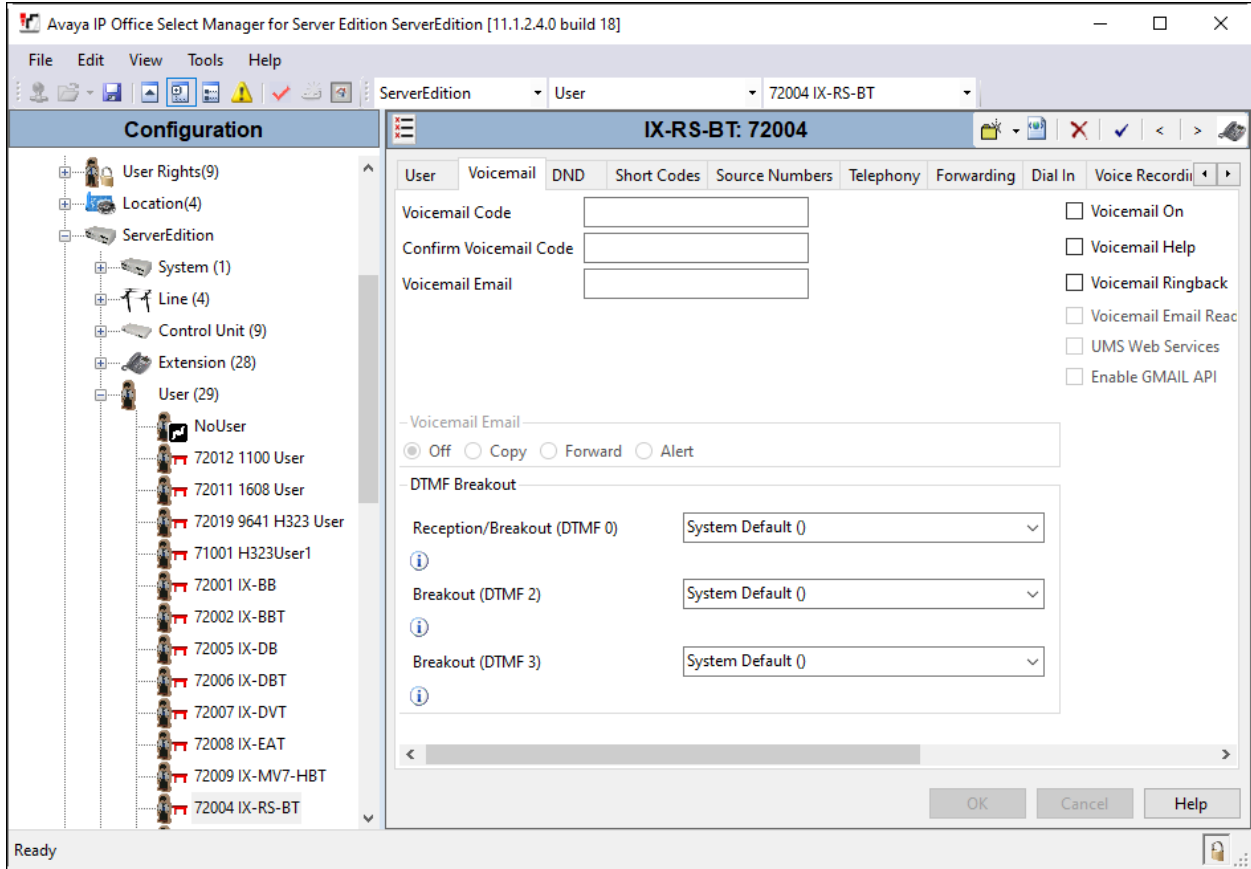 Avaya IP Office Select Manager for Server Edition ServerEdition [11.1.2.4.0 build 18]
File Edit View Tools Help
ServerEdition User 72004 IX-RS-BT
Configuration
User Rights(9)
Location(4)
ServerEdition
System (1)
Line (4)
Control Unit (9)
Extension (28)
User (29)
NoUser
72012 1100 User
72011 1608 User
72019 9641 H323 User
71001 H323User1
72001 IX-BB
72002 IX-BBT
72005 IX-DB
72006 IX-DBT
72007 IX-DVT
72008 IX-EAT
72009 IX-MV7-HBT
72004 IX-RS-BT
IX-RS-BT: 72004
User Voicemail DND Short Codes Source Numbers Telephony Forwarding Dial In Voice Recordi
Voicemail Code
Confirm Voicemail Code
Voicemail Email
Voicemail On
Voicemail Help
Voicemail Ringback
Voicemail Email Read
UMS Web Services
Enable GMAIL API
Voicemail Email
Off Copy Forward Alert
DTMF Breakout
Reception/Breakout (DTMF 0) System Default ()
Breakout (DTMF 2) System Default ()
Breakout (DTMF 3) System Default ()
OK Cancel Help
Ready